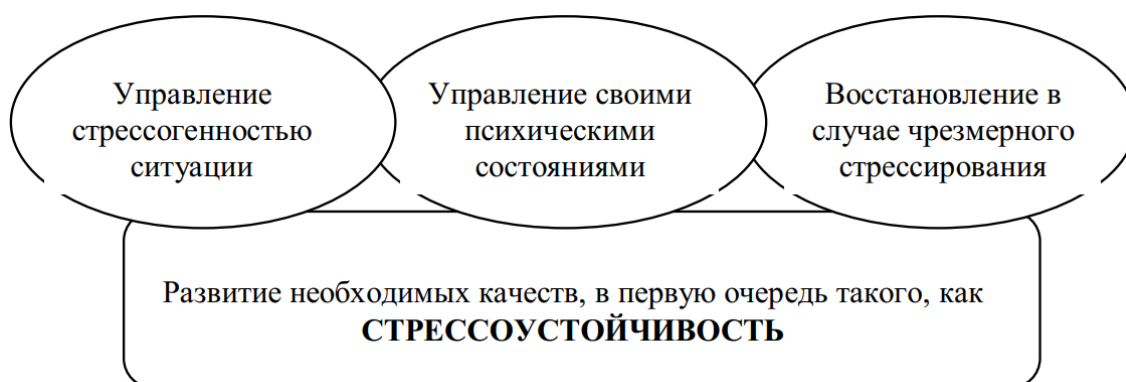 Управление
стрессогенностью
ситуации
Управление своими
психическими
состояниями
Восстановление в
случае чрезмерного
стрессирования
Развитие необходимых качеств, в первую очередь такого, как
СТРЕССОУСТОЙЧИВОСТЬ